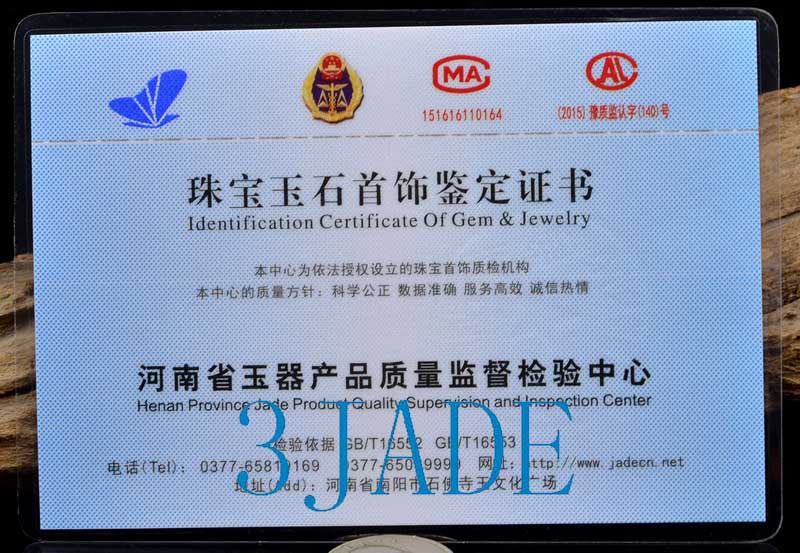 MA
151616110164
CAL
(2015) 豫质监认字(140)号
珠宝玉石首饰鉴定证书
Identification Certificate Of Gem & Jewelry
本中心为依法授权设立的珠宝首饰质检机构
本中心的质量方针：科学公正 数据准确 服务高效 诚信热情
河南省玉器产品质量监督检验中心
Henan Province Jade Product Quality Supervision and Inspection Center
检验依据 GB/T16552 GB/T16553
3 JADE
电话(Tel): 0377-65819169 网址: http://www.jadecn.net
地址(Add): 河南省南阳市石佛寺玉文化广场